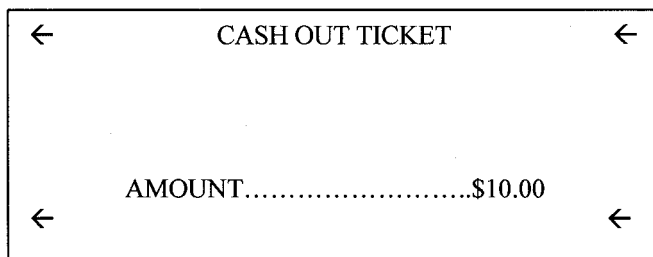 ← CASH OUT TICKET ←
AMOUNT............................$10.00
← ←